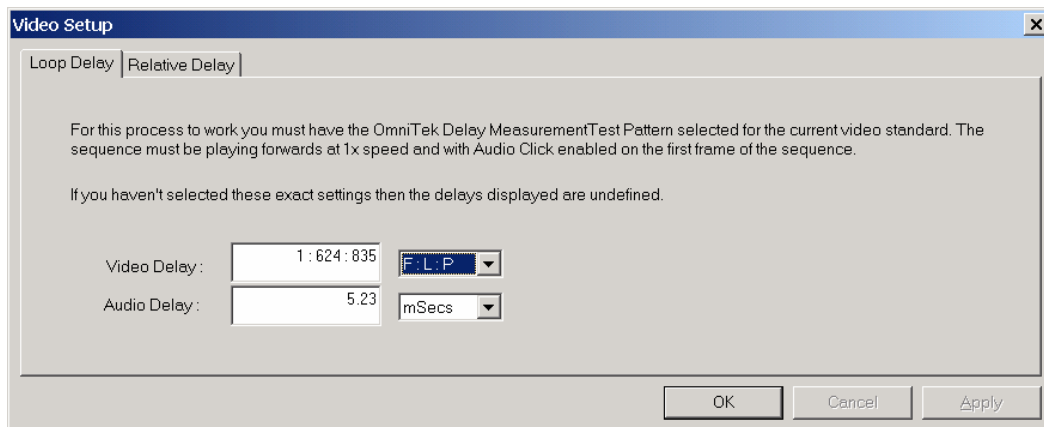 Video Setup
Loop Delay
Relative Delay
For this process to work you must have the OmniTek Delay MeasurementTest Pattern selected for the current video standard. The
sequence must be playing forwards at 1x speed and with Audio Click enabled on the first frame of the sequence.
If you haven't selected these exact settings then the delays displayed are undefined.
Video Delay : 1 : 624 : 835 F : L : P
Audio Delay : 5.23 mSecs
OK Cancel Apply